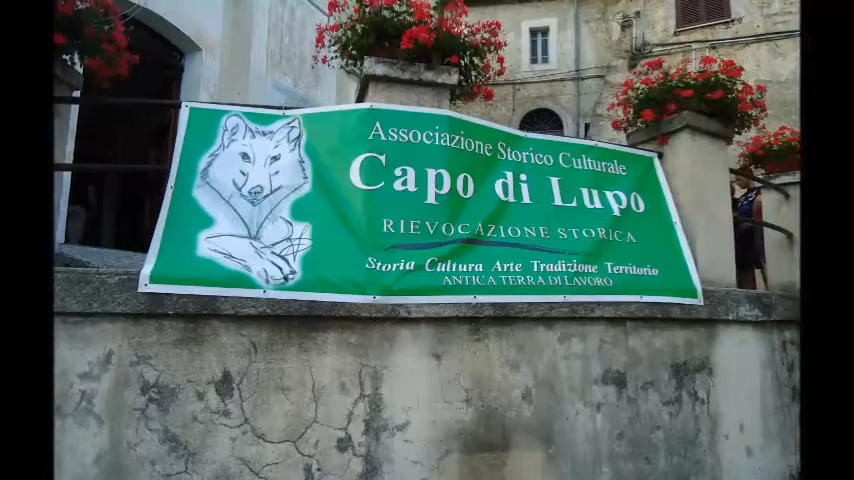 Associazione Storico Culturale
Capo di Lupo
RIEVOCAZIONE STORICA
Storia Cultura Arte Tradizione Territorio
ANTICA TERRA DI LAVORO